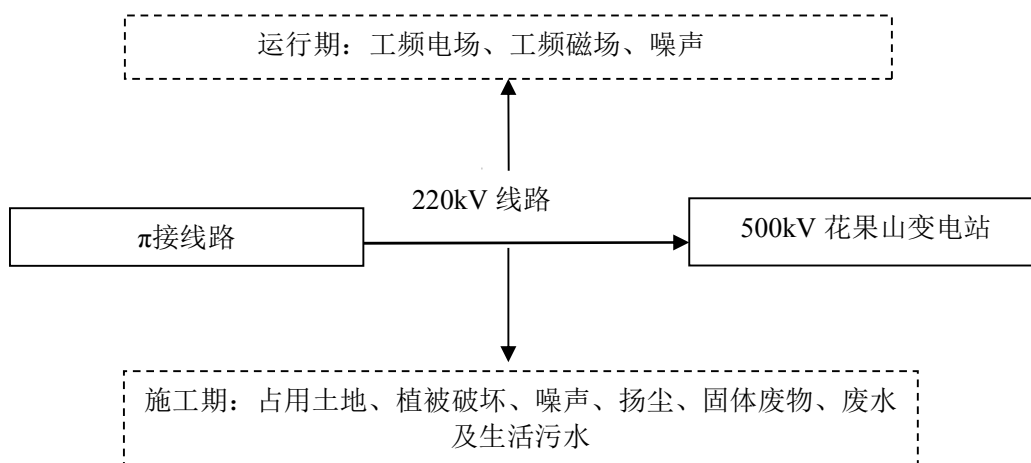 运行期：工频电场、工频磁场、噪声
220kV 线路
π接线路
500kV 花果山变电站
施工期：占用土地、植被破坏、噪声、扬尘、固体废物、废水
及生活污水